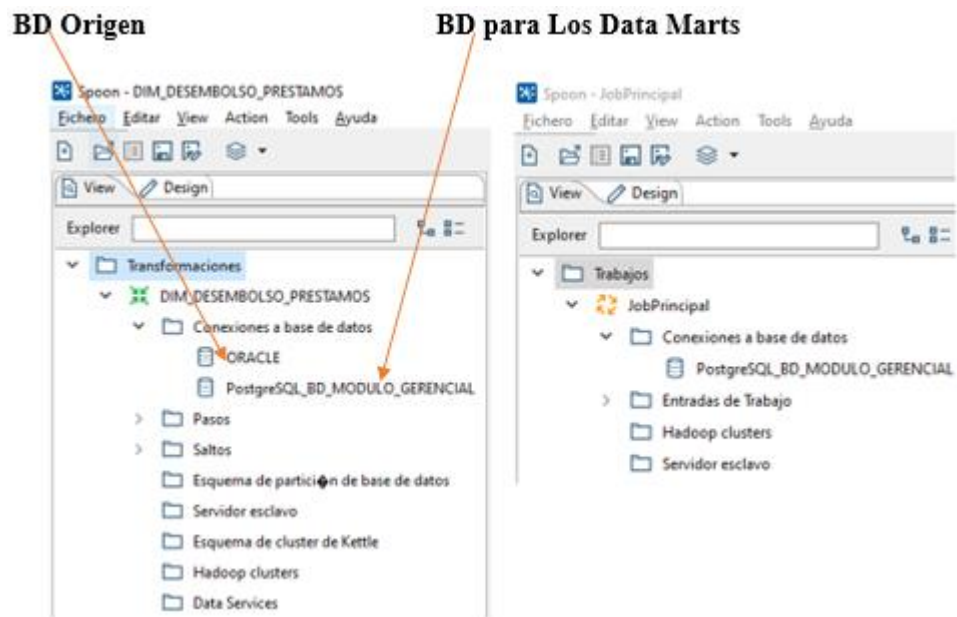 BD Origen
BD para Los Data Marts
Spoon - DIM_DESEMBOLSO_PRESTAMOS
Fichero Editar View Action Tools Ayuda
View Design
Explorer
Transformaciones
DIM_DESEMBOLSO_PRESTAMOS
Conexiones a base de datos
ORACLE
PostgreSQL_BD_MODULO_GERENCIAL
Pasos
Saltos
Esquema de partici�n de base de datos
Servidor esclavo
Esquema de cluster de Kettle
Hadoop clusters
Data Services
Spoon - JobPrincipal
Fichero Editar View Action Tools Ayuda
View Design
Explorer
Trabajos
JobPrincipal
Conexiones a base de datos
PostgreSQL_BD_MODULO_GERENCIAL
Entradas de Trabajo
Hadoop clusters
Servidor esclavo